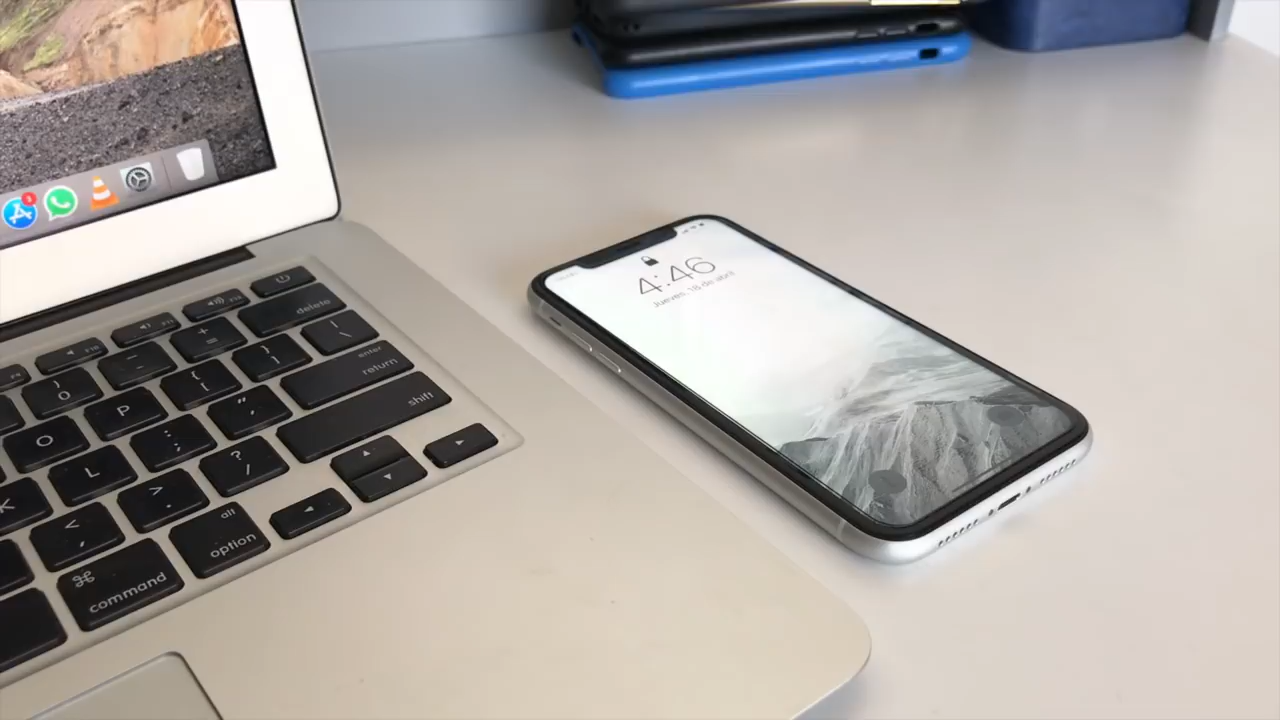 4:46
jueves, 18 de abril
delete
enter
return
shift
P
O
L
K
alt
option
command